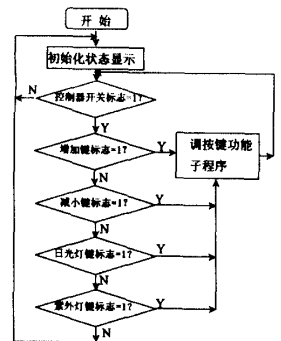 开 始
初始化状态显示
N
控制器开关标志=1?
Y
增加键标志=1?
Y
调按键功能
子程序
N
减小键标志=1?
Y
N
日光灯键标志=1?
Y
N
紫外灯键标志=1?
Y
N